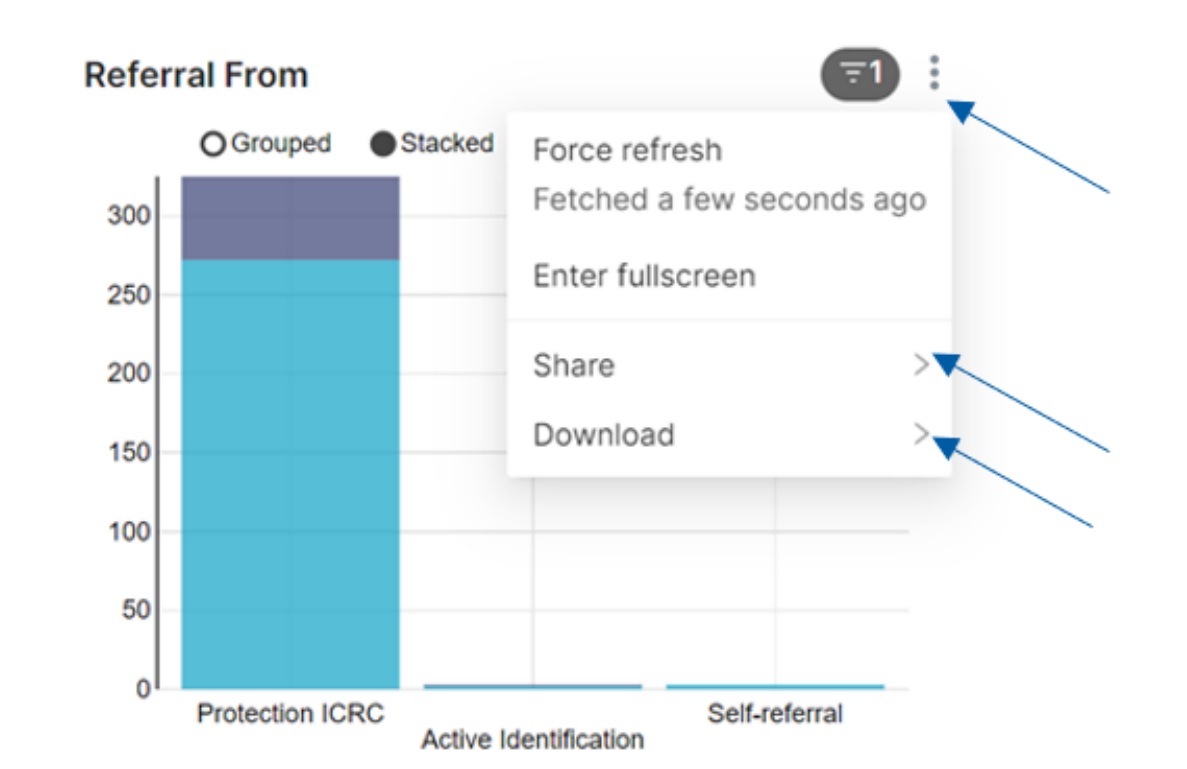 Referral From
1
Grouped
Stacked
Force refresh
Fetched a few seconds ago
Enter fullscreen
Share
Download
300
250
200
150
100
50
0
Protection ICRC
Active Identification
Self-referral